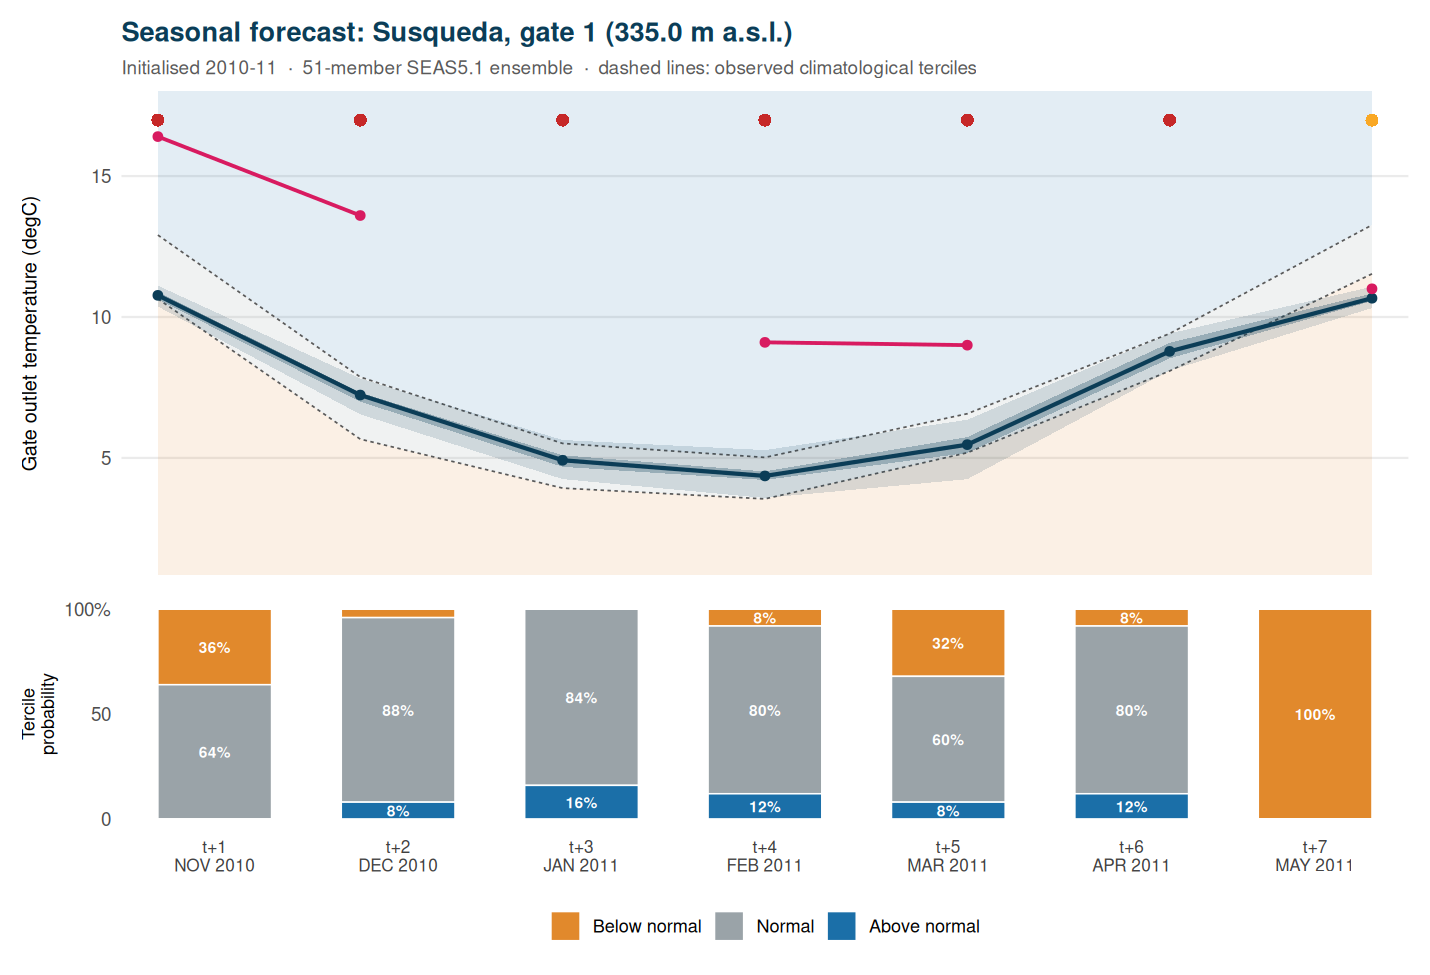 Seasonal forecast: Susqueda, gate 1 (335.0 m a.s.l.)
Initialised 2010-11 · 51-member SEAS5.1 ensemble · dashed lines: observed climatological terciles
Gate outlet temperature (degC)
15
10
5
Tercile
probability
100%
50
0
36%
64%
88%
8%
84%
16%
8%
80%
12%
32%
60%
8%
8%
80%
12%
100%
t+1
NOV 2010
t+2
DEC 2010
t+3
JAN 2011
t+4
FEB 2011
t+5
MAR 2011
t+6
APR 2011
t+7
MAY 2011
Below normal
Normal
Above normal